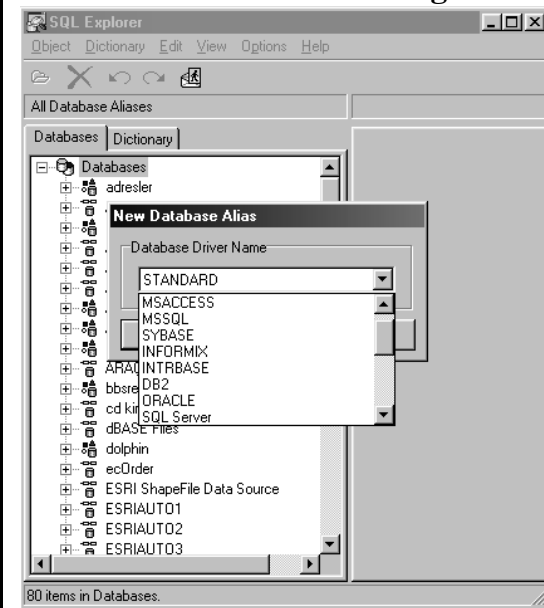 SQL Explorer
Object Dictionary Edit View Options Help
All Database Aliases
Databases Dictionary
Databases
adresler
New Database Alias
Database Driver Name
STANDARD
MSACCESS
MSSQL
SYBASE
INFORMIX
INTRBASE
DB2
ORACLE
SQL Server
cd
dBASE Files
dolphin
ecOrder
ESRI ShapeFile Data Source
ESRIAUTO1
ESRIAUTO2
ESRIAUTO3
80 items in Databases.